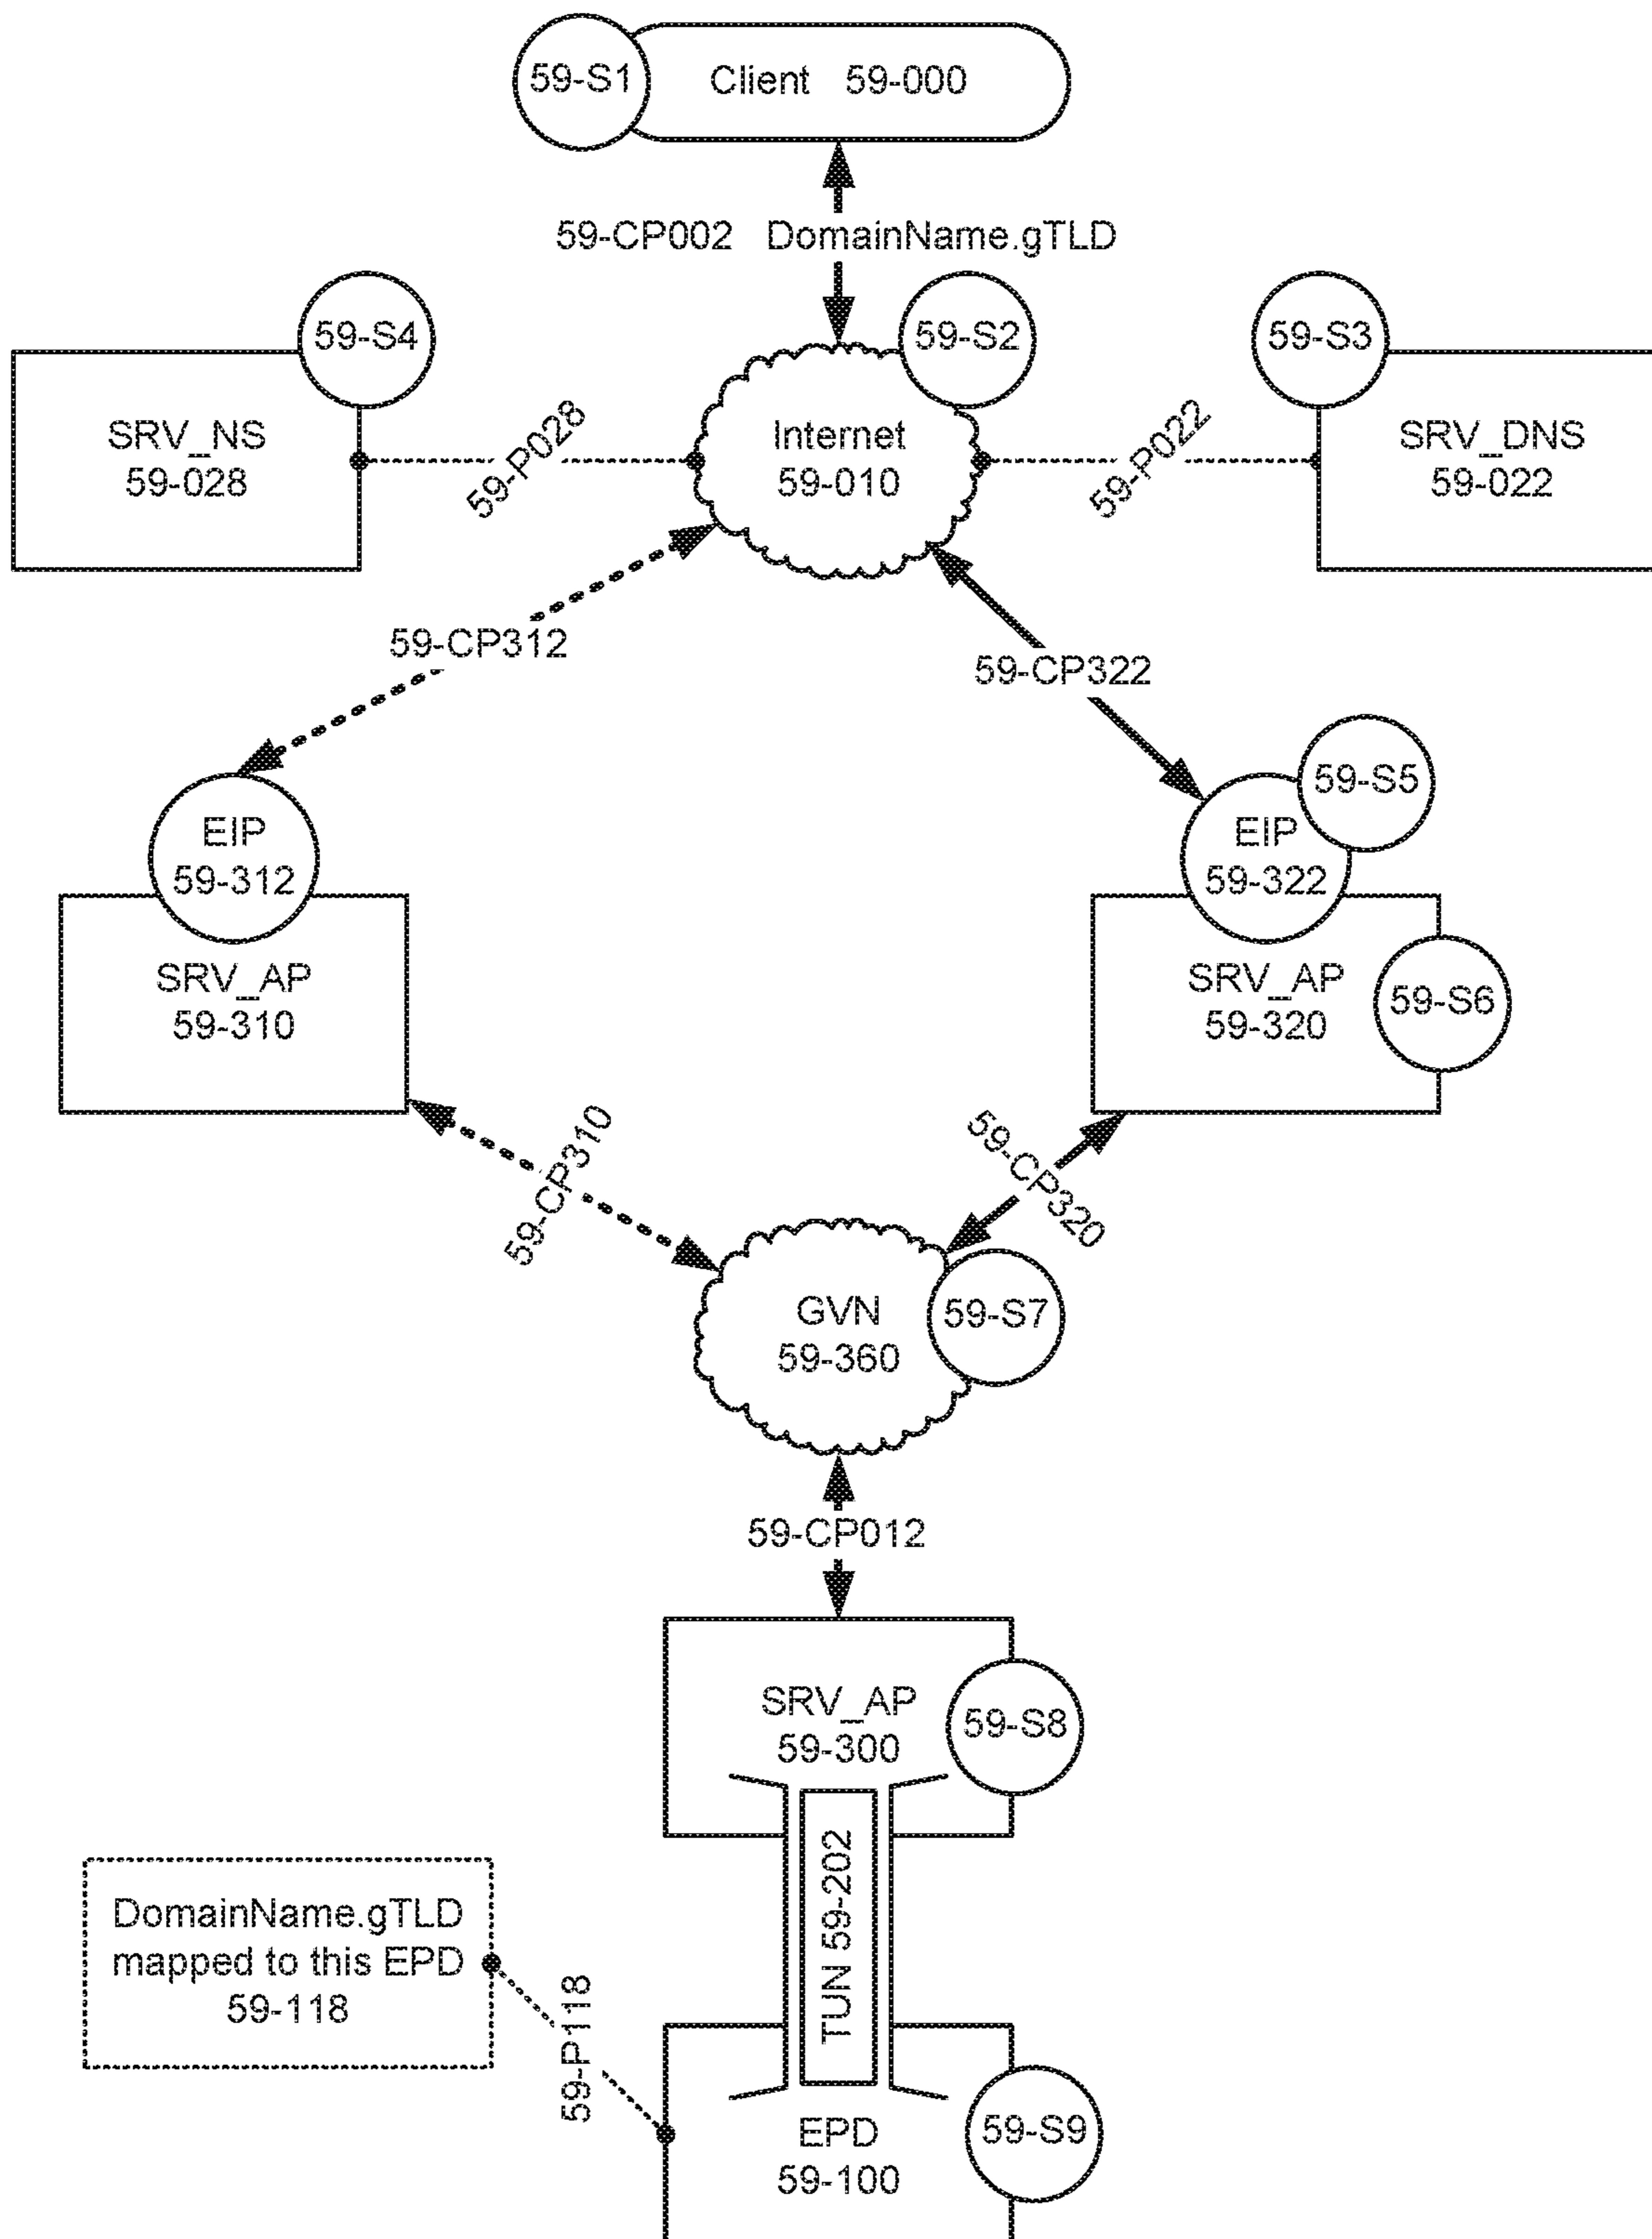 59-S1
Client 59-000
59-CP002 DomainName.gTLD
59-S4
59-S2
59-S3
SRV_NS
59-028
59-P028
Internet
59-010
59-P022
SRV_DNS
59-022
59-CP312
59-CP322
59-S5
EIP
59-312
EIP
59-322
SRV_AP
59-310
SRV_AP
59-320
59-S6
59-CP310
59-CP320
GVN
59-360
59-S7
59-CP012
SRV_AP
59-300
59-S8
TUN 59-202
DomainName.gTLD
mapped to this EPD
59-118
59-P118
EPD
59-100
59-S9